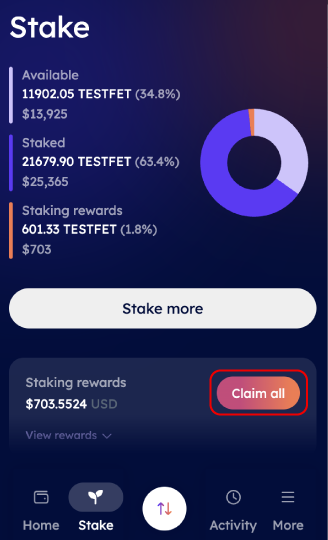 Stake
Available
11902.05 TESTFET (34.8%)
$13,925
Staked
21679.90 TESTFET (63.4%)
$25,365
Staking rewards
601.33 TESTFET (1.8%)
$703
Stake more
Staking rewards
$703.5524 USD
Claim all
View rewards
Home
Stake
Activity
More